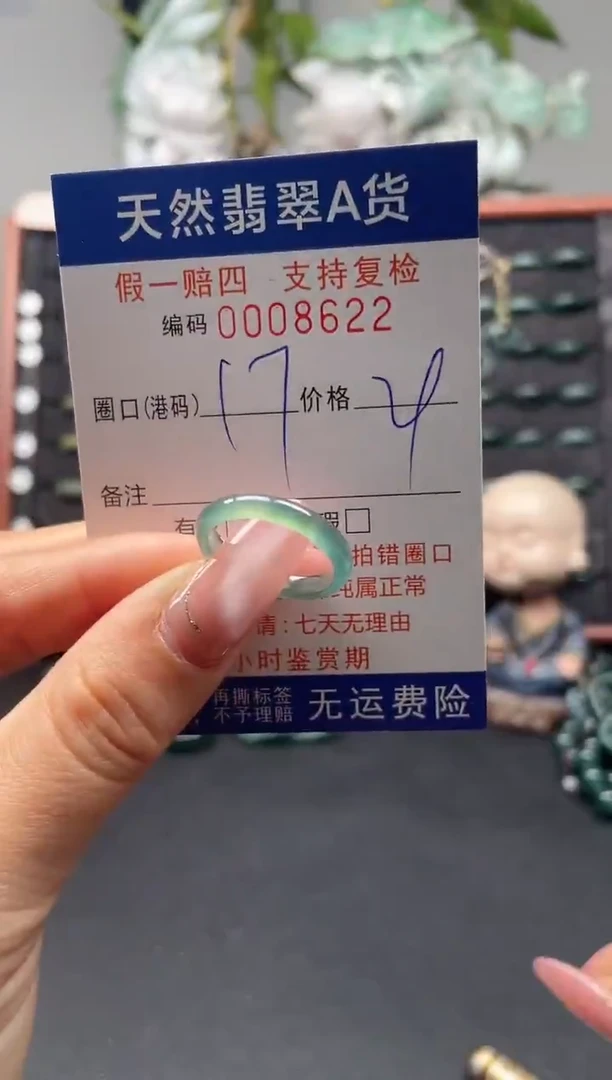 天然翡翠A货
假一赔四 支持复检
编码 0008622
圈口(港码) 17 价格 4
备注
有
拍错圈口
纯属正常
请:七天无理由
小时鉴赏期
再撕标签
不予理赔
无运费险